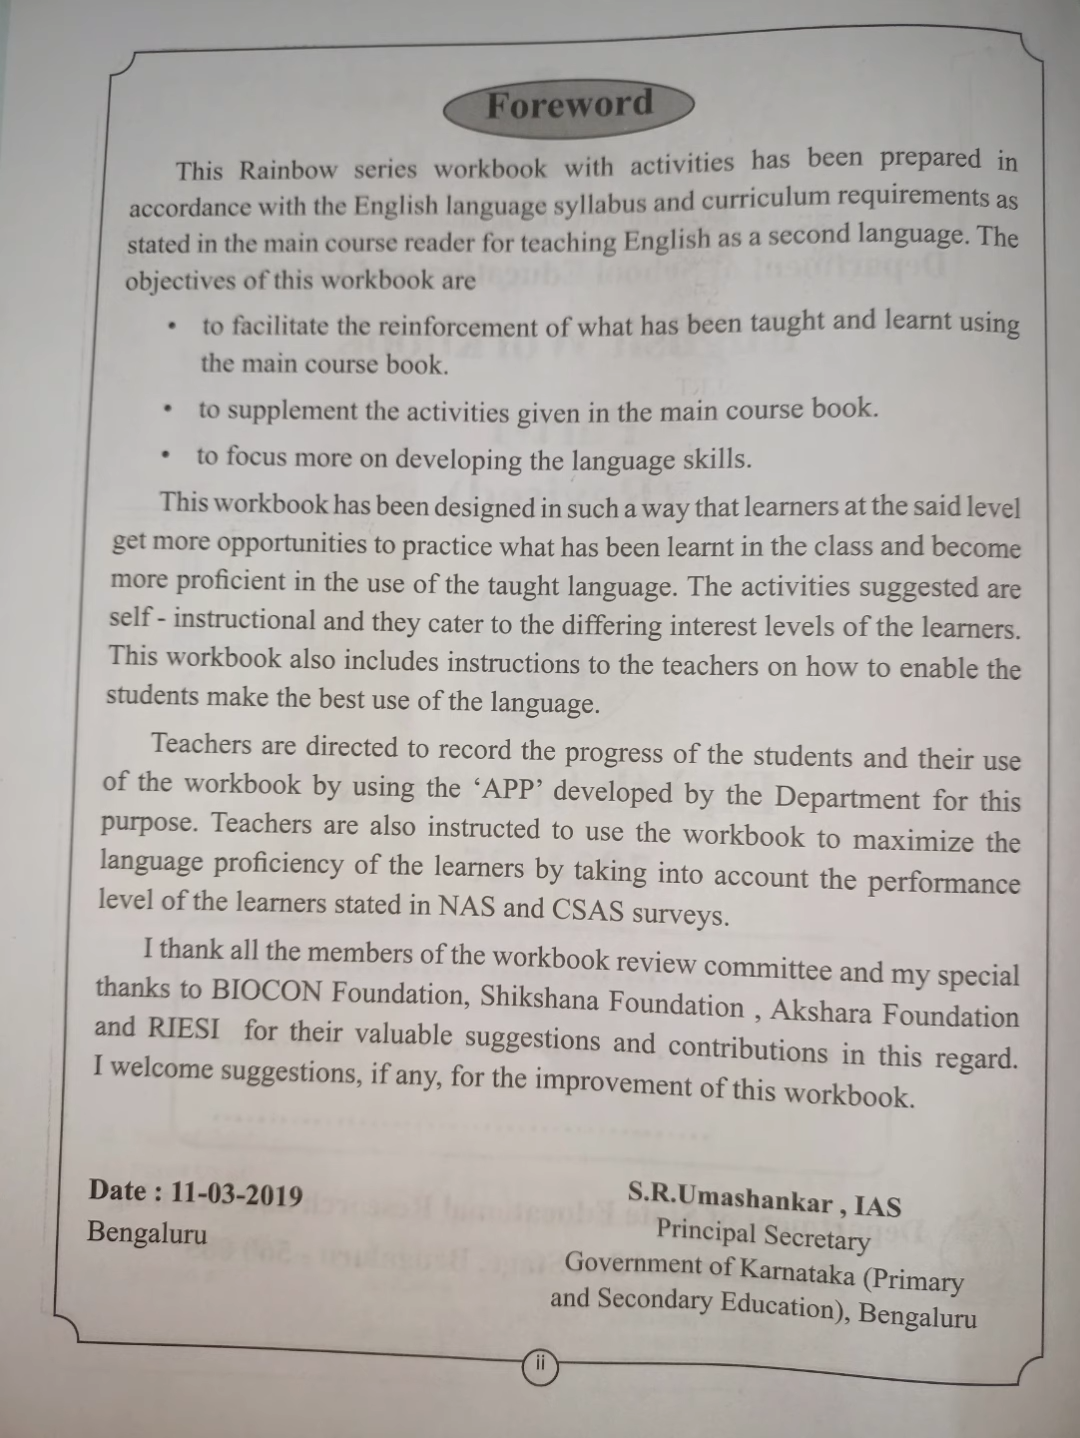 Foreword
This Rainbow series workbook with activities has been prepared in
accordance with the English language syllabus and curriculum requirements as
stated in the main course reader for teaching English as a second language. The
objectives of this workbook are
• to facilitate the reinforcement of what has been taught and learnt using
the main course book.
• to supplement the activities given in the main course book.
• to focus more on developing the language skills.
This workbook has been designed in such a way that learners at the said level
get more opportunities to practice what has been learnt in the class and become
more proficient in the use of the taught language. The activities suggested are
self - instructional and they cater to the differing interest levels of the learners.
This workbook also includes instructions to the teachers on how to enable the
students make the best use of the language.
Teachers are directed to record the progress of the students and their use
of the workbook by using the ‘APP’ developed by the Department for this
purpose. Teachers are also instructed to use the workbook to maximize the
language proficiency of the learners by taking into account the performance
level of the learners stated in NAS and CSAS surveys.
I thank all the members of the workbook review committee and my special
thanks to BIOCON Foundation, Shikshana Foundation , Akshara Foundation
and RIESI for their valuable suggestions and contributions in this regard.
I welcome suggestions, if any, for the improvement of this workbook.
Date : 11-03-2019
Bengaluru
S.R.Umashankar , IAS
Principal Secretary
Government of Karnataka (Primary
and Secondary Education), Bengaluru
ii